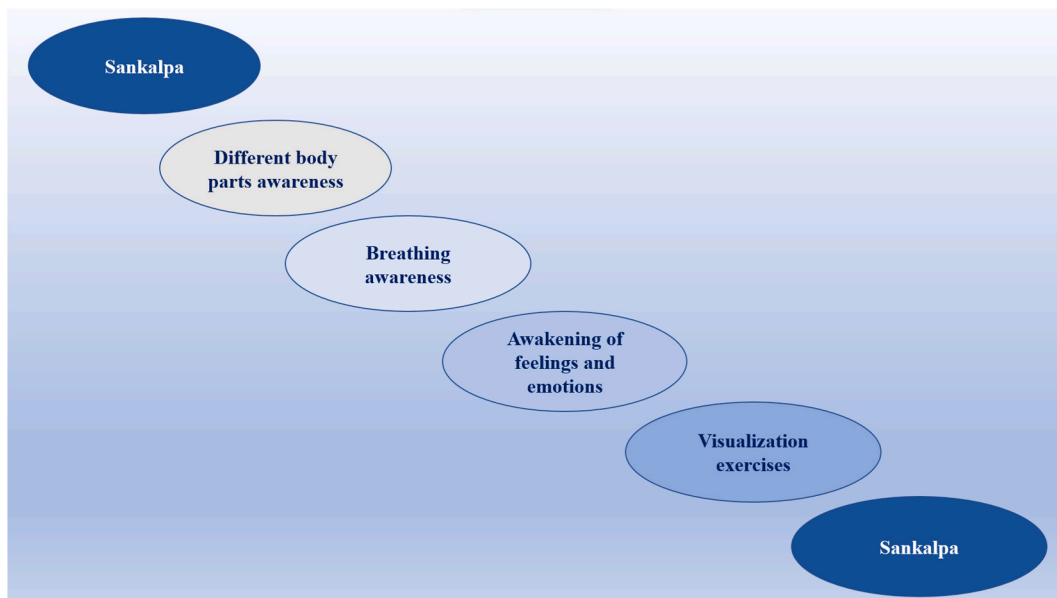 Sankalpa
Different body
parts awareness
Breathing
awareness
Awakening of
feelings and
emotions
Visualization
exercises
Sankalpa